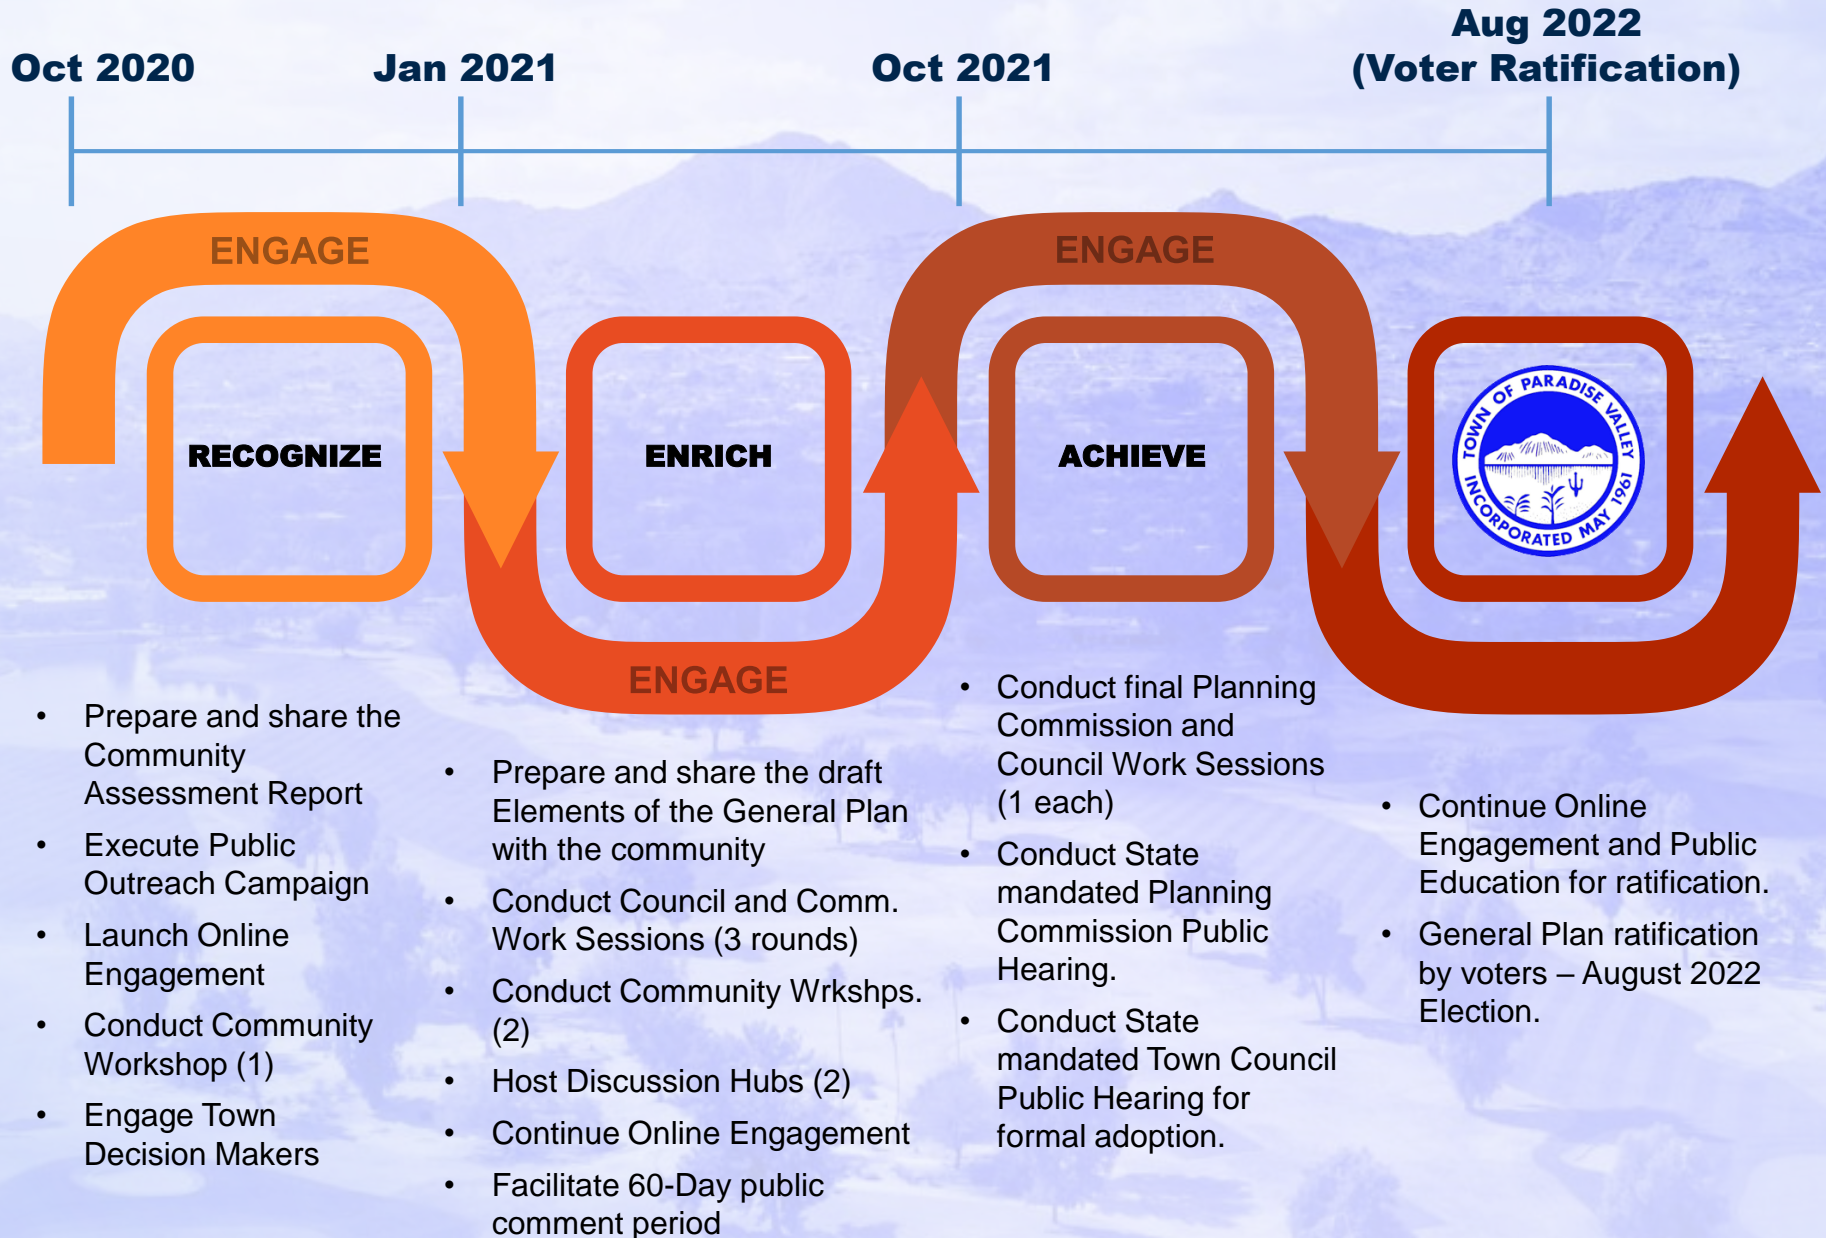 Oct 2020
Jan 2021
Oct 2021
Aug 2022
(Voter Ratification)
ENGAGE
ENGAGE
RECOGNIZE
ENRICH
ACHIEVE
TOWN OF PARADISE VALLEY
INCORPORATED MAY 1961
ENGAGE
• Prepare and share the
Community
Assessment Report
• Execute Public
Outreach Campaign
• Launch Online
Engagement
• Conduct Community
Workshop (1)
• Engage Town
Decision Makers
• Prepare and share the draft
Elements of the General Plan
with the community
• Conduct Council and Comm.
Work Sessions (3 rounds)
• Conduct Community Wrkshps.
(2)
• Host Discussion Hubs (2)
• Continue Online Engagement
• Facilitate 60-Day public
comment period
• Conduct final Planning
Commission and
Council Work Sessions
(1 each)
• Conduct State
mandated Planning
Commission Public
Hearing.
• Conduct State
mandated Town Council
Public Hearing for
formal adoption.
• Continue Online
Engagement and Public
Education for ratification.
• General Plan ratification
by voters – August 2022
Election.